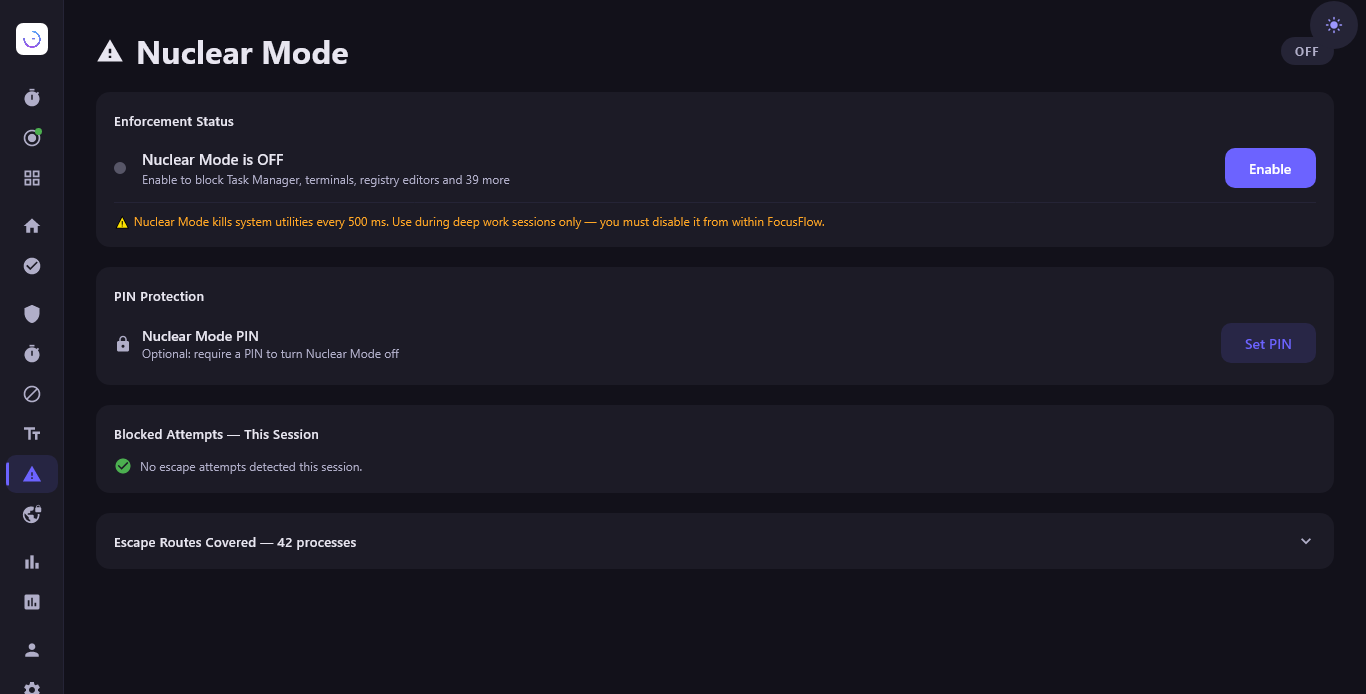 Nuclear Mode
OFF
Enforcement Status
Nuclear Mode is OFF
Enable to block Task Manager, terminals, registry editors and 39 more
Enable
Nuclear Mode kills system utilities every 500 ms. Use during deep work sessions only — you must disable it from within FocusFlow.
PIN Protection
Nuclear Mode PIN
Optional: require a PIN to turn Nuclear Mode off
Set PIN
Blocked Attempts — This Session
No escape attempts detected this session.
Escape Routes Covered — 42 processes